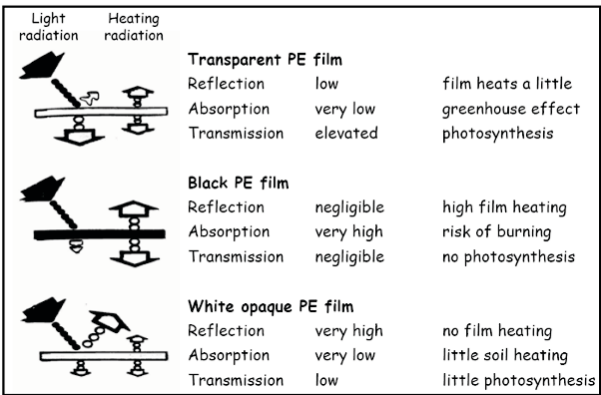 Light Heating
radiation radiation
Transparent PE film
Reflection low film heats a little
Absorption very low greenhouse effect
Transmission elevated photosynthesis
Black PE film
Reflection negligible high film heating
Absorption very high risk of burning
Transmission negligible no photosynthesis
White opaque PE film
Reflection very high no film heating
Absorption very low little soil heating
Transmission low little photosynthesis